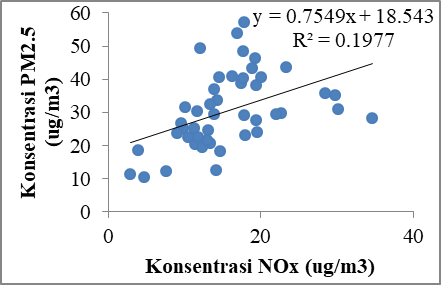 y = 0.7549x + 18.543
R² = 0.1977
Konsentrasi PM2.5
(ug/m3)
60
50
40
30
20
10
0
0
20
40
Konsentrasi NOx (ug/m3)